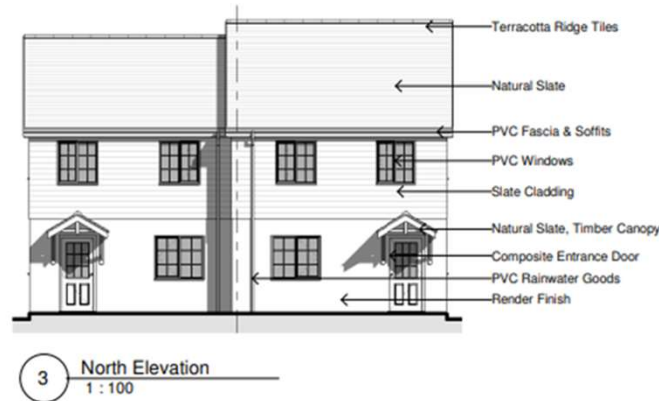 Terracotta Ridge Tiles
Natural Slate
PVC Fascia & Soffits
PVC Windows
Slate Cladding
Natural Slate, Timber Canopy
Composite Entrance Door
PVC Rainwater Goods
Render Finish
3 North Elevation
1 : 100